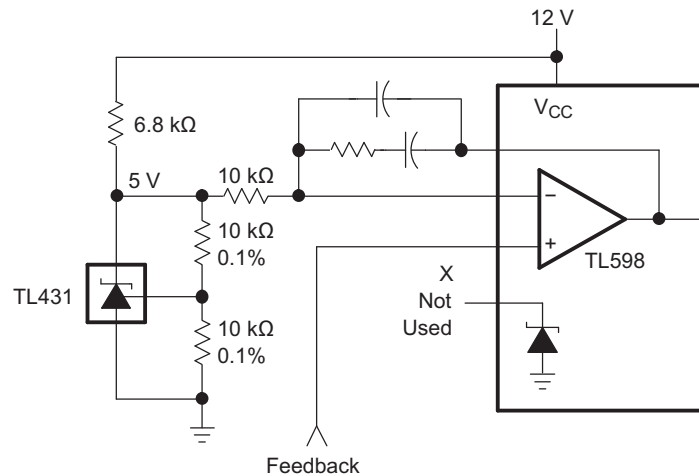 12 V
V<sub>CC</sub>
6.8 kΩ
5 V
10 kΩ
10 kΩ
0.1%
TL431
10 kΩ
0.1%
−
+
TL598
X
Not
Used
Feedback